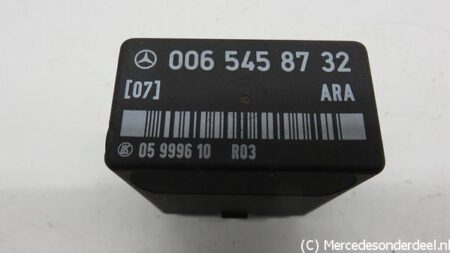 006 545 87 32
[07] ARA
05 9996 10 R03
(C) Mercedesonderdeel.nl